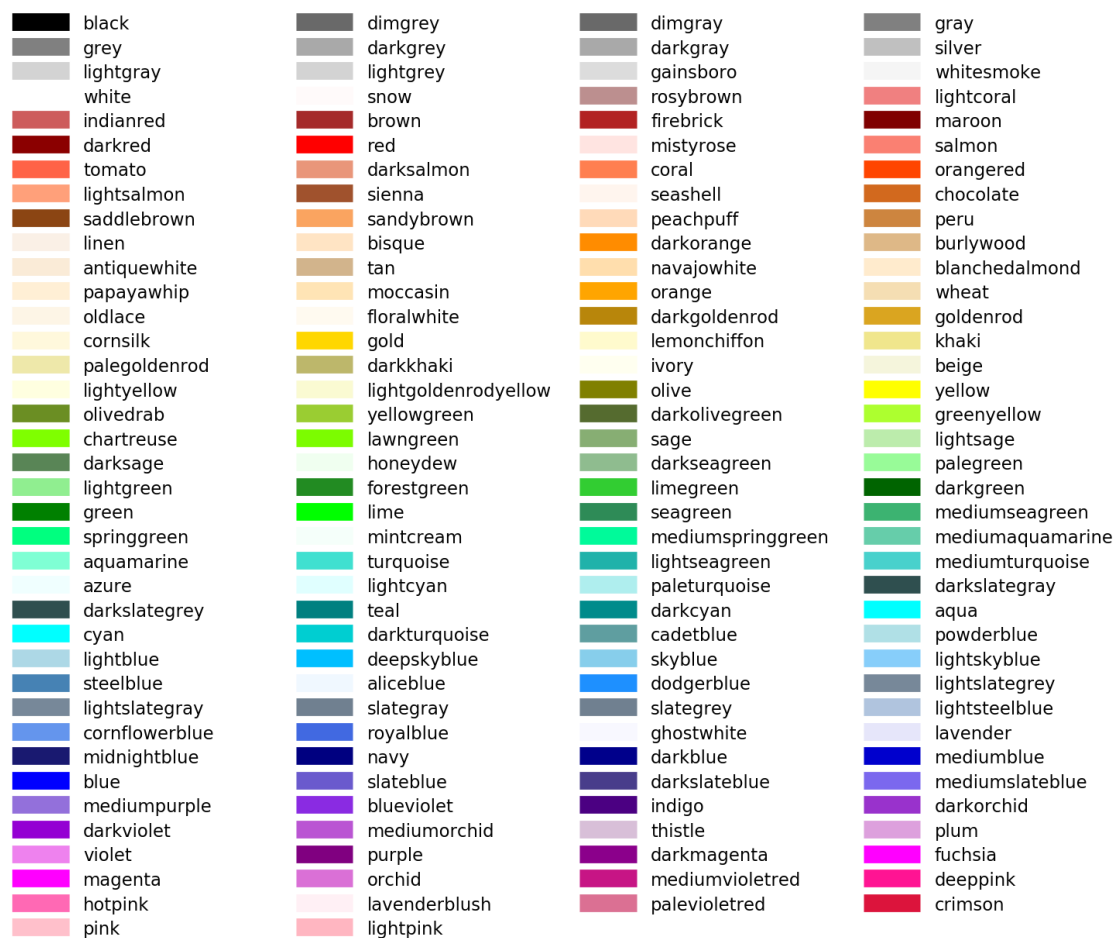 black dimgrey dimgray gray
grey darkgrey darkgray silver
lightgray lightgrey gainsboro whitesmoke
white snow rosybrown lightcoral
indianred brown firebrick maroon
darkred red mistyrose salmon
tomato darksalmon coral orangered
lightsalmon sienna seashell chocolate
saddlebrown sandybrown peachpuff peru
linen bisque darkorange burlywood
antiquewhite tan navajowhite blanchedalmond
papayawhip moccasin orange wheat
oldlace floralwhite darkgoldenrod goldenrod
cornsilk gold lemonchiffon khaki
palegoldenrod darkkhaki ivory beige
lightyellow lightgoldenrodyellow olive yellow
olivedrab yellowgreen darkolivegreen greenyellow
chartreuse lawngreen sage lightsage
darksage honeydew darkseagreen palegreen
lightgreen forestgreen limegreen darkgreen
green lime seagreen mediumseagreen
springgreen mintcream mediumspringgreen mediumaquamarine
aquamarine turquoise lightseagreen mediumturquoise
azure lightcyan paleturquoise darkslategray
darkslategrey teal darkcyan aqua
cyan darkturquoise cadetblue powderblue
lightblue deepskyblue skyblue lightskyblue
steelblue aliceblue dodgerblue lightslategrey
lightslategray slategray slategrey lightsteelblue
cornflowerblue royalblue ghostwhite lavender
midnightblue navy darkblue mediumblue
blue slateblue darkslateblue mediumslateblue
mediumpurple blueviolet indigo darkorchid
darkviolet mediumorchid thistle plum
violet purple darkmagenta fuchsia
magenta orchid mediumvioletred deeppink
hotpink lavenderblush palevioletred crimson
pink lightpink